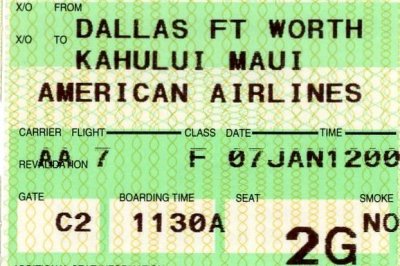 X/O FROM DALLAS FT WORTH
X/O TO KAHULUI MAUI
AMERICAN AIRLINES
CARRIER FLIGHT CLASS DATE TIME
REVALIDATION AA 7 F 07JAN1200
GATE BOARDING TIME SEAT SMOKE
C2 1130A 2G NO